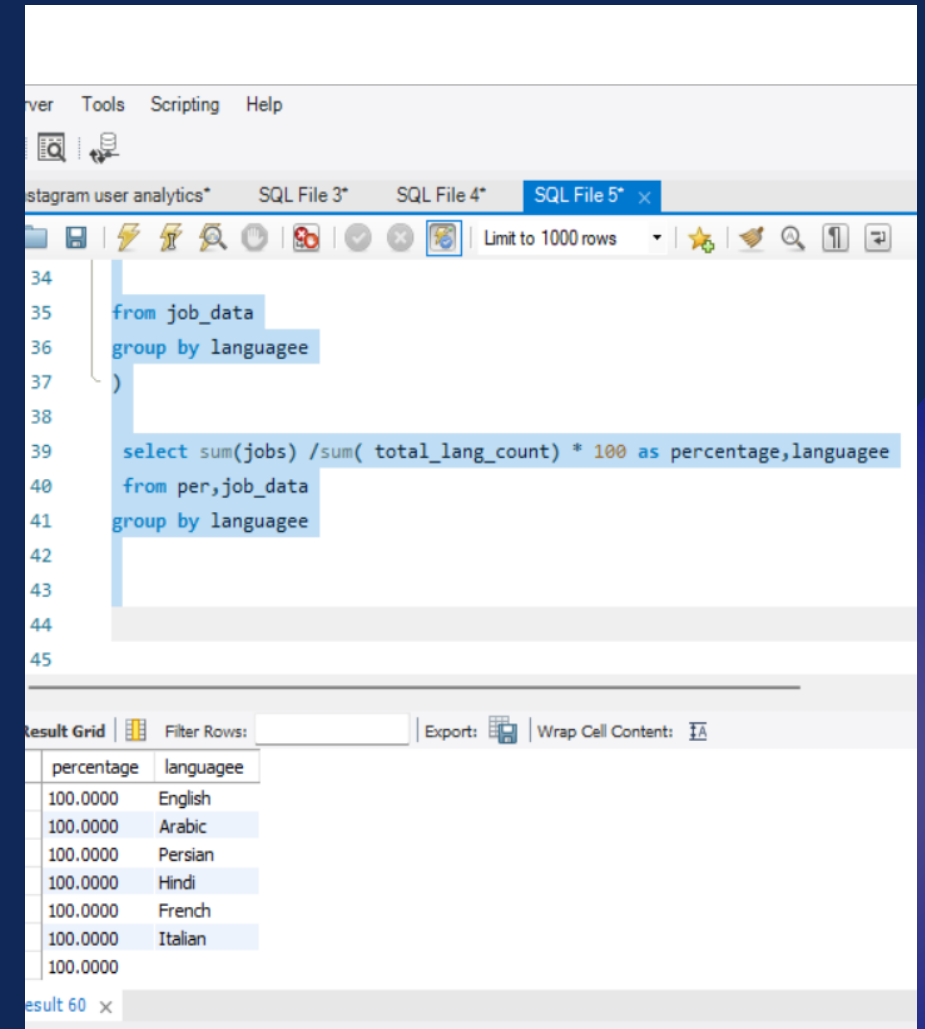 rver Tools Scripting Help
nstagram user analytics* SQL File 3* SQL File 4* SQL File 5* ×
Limit to 1000 rows
34
35 from job_data
36 group by languagee
37 )
38
39 select sum(jobs) /sum( total_lang_count) * 100 as percentage,languagee
40 from per,job_data
41 group by languagee
42
43
44
45
Result Grid Filter Rows: Export: Wrap Cell Content: IA
percentage languagee
100.0000 English
100.0000 Arabic
100.0000 Persian
100.0000 Hindi
100.0000 French
100.0000 Italian
100.0000
esult 60 ×